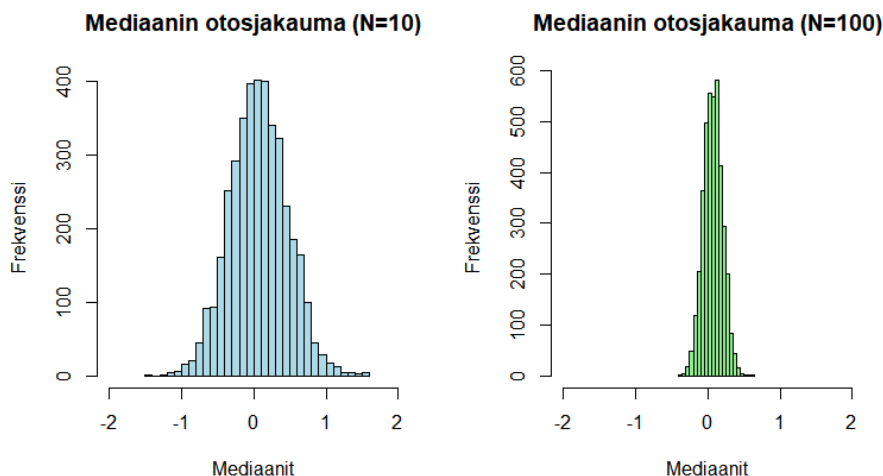 Mediaanin otosjakauma (N=10)
Frekvenssi
400
300
200
100
0
-2 -1 0 1 2
Mediaanit
Mediaanin otosjakauma (N=100)
Frekvenssi
600
500
400
300
200
100
0
-2 -1 0 1 2
Mediaanit